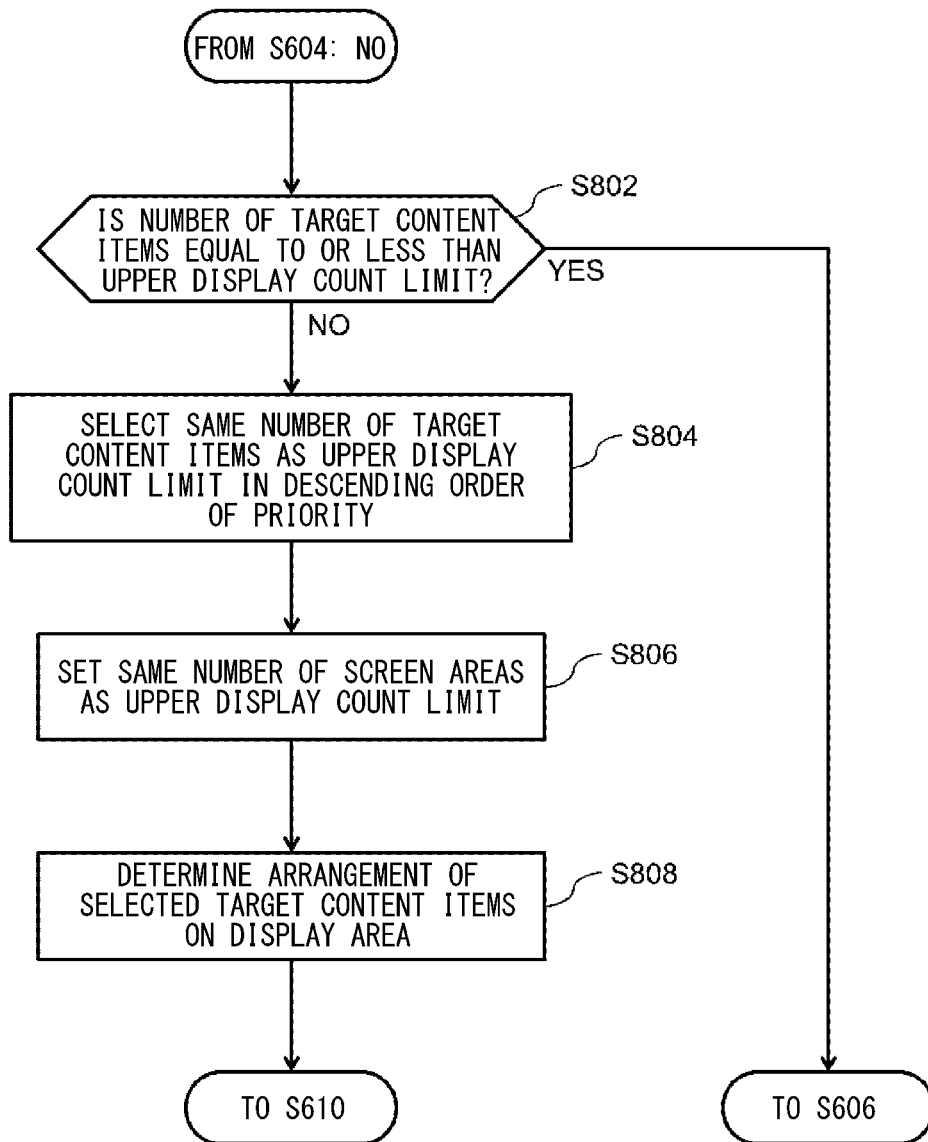 FROM S604: NO
S802
IS NUMBER OF TARGET CONTENT
ITEMS EQUAL TO OR LESS THAN
UPPER DISPLAY COUNT LIMIT?
YES
NO
SELECT SAME NUMBER OF TARGET
CONTENT ITEMS AS UPPER DISPLAY
COUNT LIMIT IN DESCENDING ORDER
OF PRIORITY
S804
SET SAME NUMBER OF SCREEN AREAS
AS UPPER DISPLAY COUNT LIMIT
S806
DETERMINE ARRANGEMENT OF
SELECTED TARGET CONTENT ITEMS
ON DISPLAY AREA
S808
TO S610
TO S606